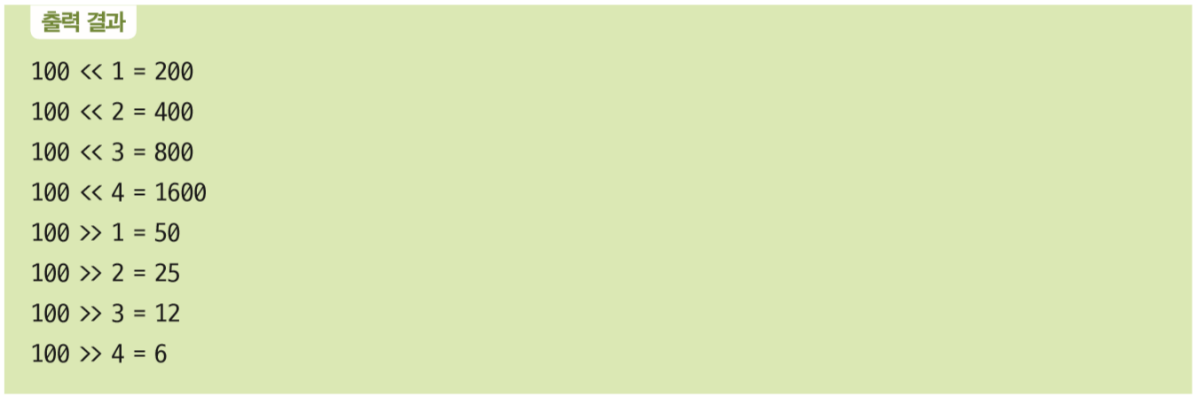 출력 결과
100 << 1 = 200
100 << 2 = 400
100 << 3 = 800
100 << 4 = 1600
100 >> 1 = 50
100 >> 2 = 25
100 >> 3 = 12
100 >> 4 = 6